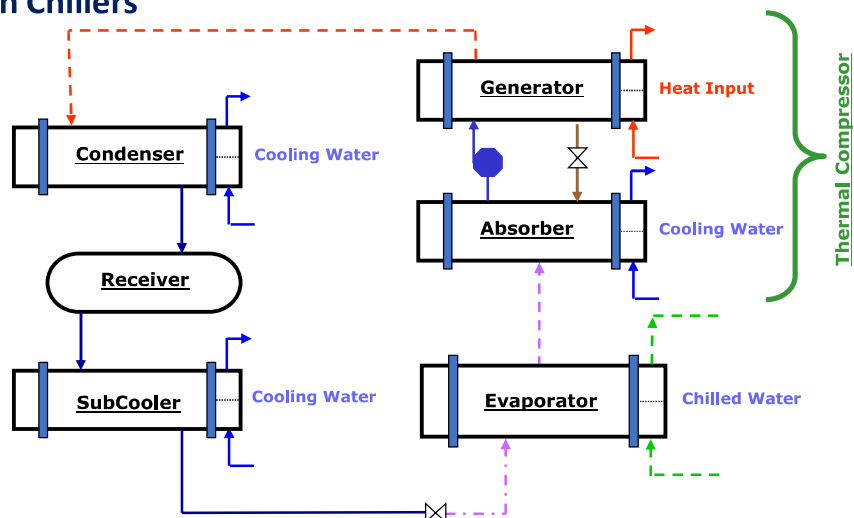 n Chillers
Generator
Heat Input
Condenser
Cooling Water
Absorber
Cooling Water
Thermal Compressor
Receiver
SubCooler
Cooling Water
Evaporator
Chilled Water